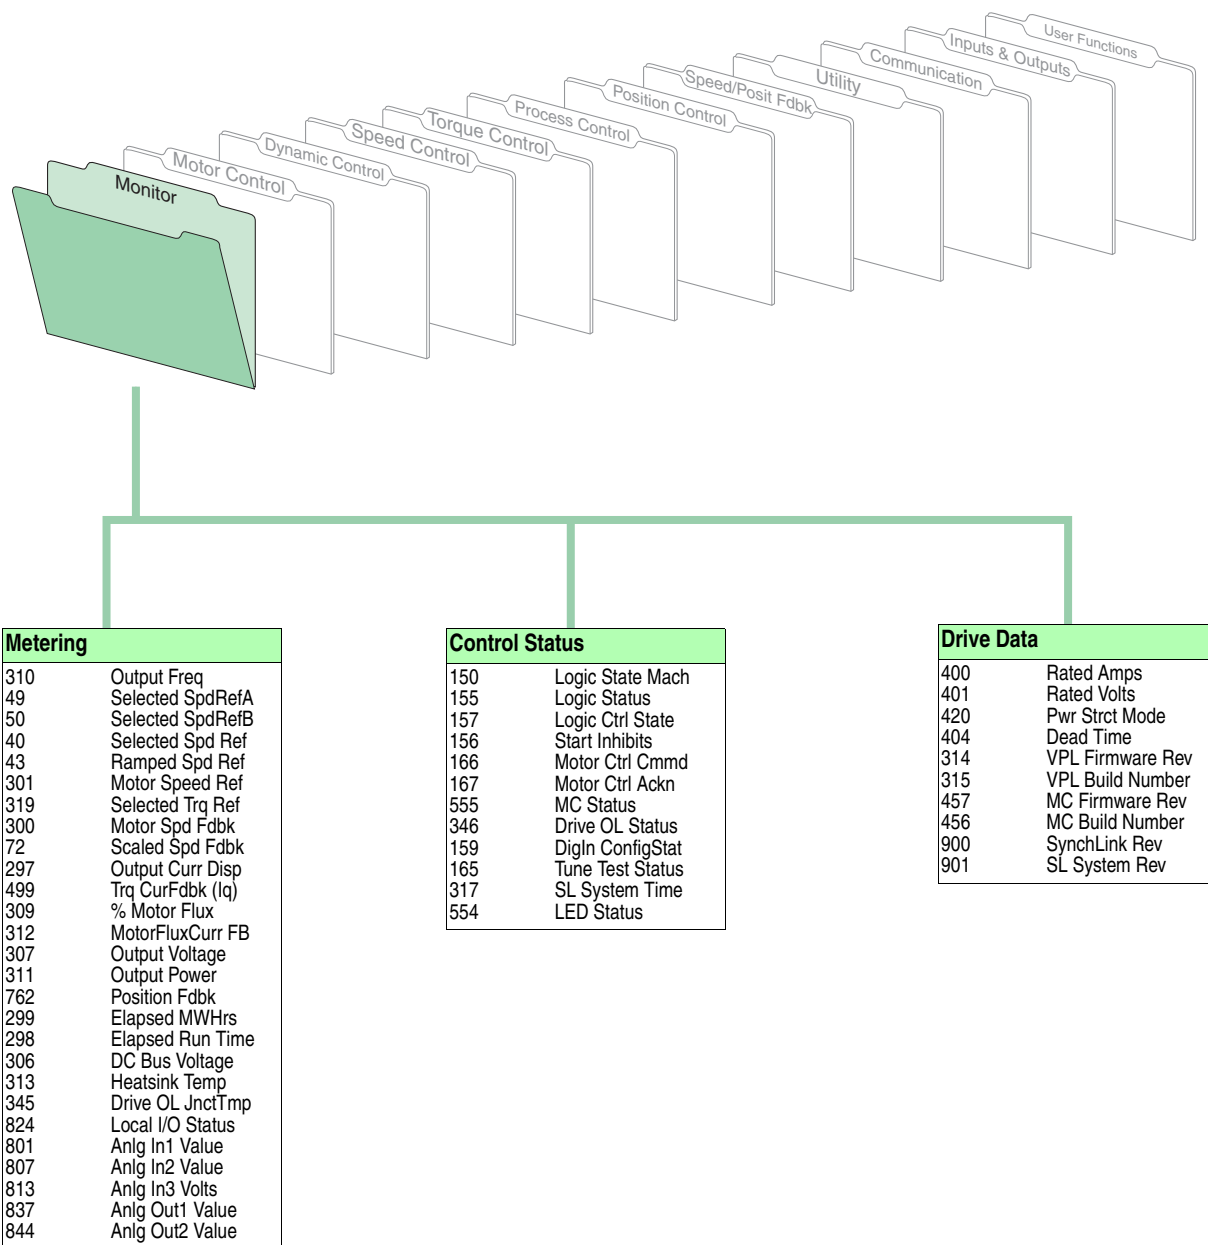 User Functions
Inputs & Outputs
Communication
Utility
Speed/Posit Fdbk
Position Control
Process Control
Torque Control
Speed Control
Dynamic Control
Motor Control
Monitor
Metering
310 Output Freq
49 Selected SpdRefA
50 Selected SpdRefB
40 Selected Spd Ref
43 Ramped Spd Ref
301 Motor Speed Ref
319 Selected Trq Ref
300 Motor Spd Fdbk
72 Scaled Spd Fdbk
297 Output Curr Disp
499 Trq CurFdbk (Iq)
309 % Motor Flux
312 MotorFluxCurr FB
307 Output Voltage
311 Output Power
762 Position Fdbk
299 Elapsed MWHrs
298 Elapsed Run Time
306 DC Bus Voltage
313 Heatsink Temp
345 Drive OL JnctTmp
824 Local I/O Status
801 Anlg In1 Value
807 Anlg In2 Value
813 Anlg In3 Volts
837 Anlg Out1 Value
844 Anlg Out2 Value
Control Status
150 Logic State Mach
155 Logic Status
157 Logic Ctrl State
156 Start Inhibits
166 Motor Ctrl Cmmd
167 Motor Ctrl Ackn
555 MC Status
346 Drive OL Status
159 DigIn ConfigStat
165 Tune Test Status
317 SL System Time
554 LED Status
Drive Data
400 Rated Amps
401 Rated Volts
420 Pwr Strct Mode
404 Dead Time
314 VPL Firmware Rev
315 VPL Build Number
457 MC Firmware Rev
456 MC Build Number
900 SynchLink Rev
901 SL System Rev